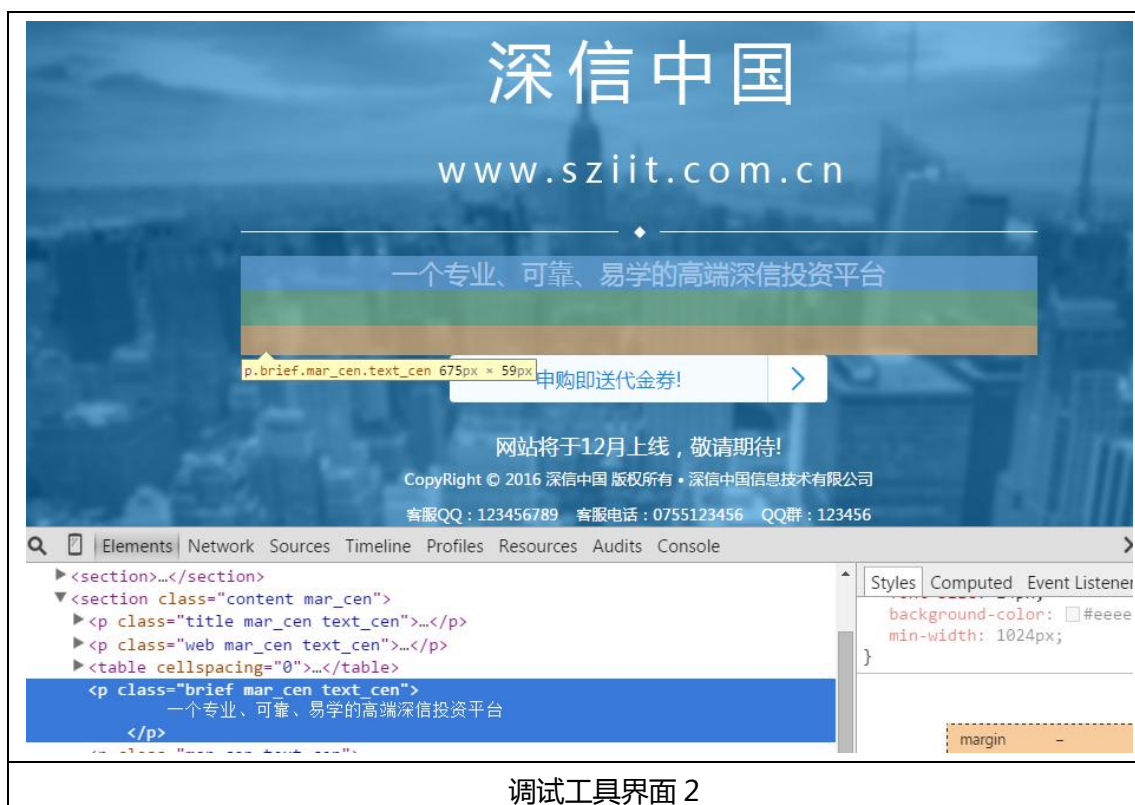 深信中国
www.sziit.com.cn
一个专业、可靠、易学的高端深信投资平台
p.brief.mar_cen.text_cen 675px × 59px
申购即送代金券!
网站将于12月上线，敬请期待!
CopyRight © 2016 深信中国 版权所有 • 深信中国信息技术有限公司
客服QQ：123456789 客服电话：0755123456 QQ群：123456
Elements Network Sources Timeline Profiles Resources Audits Console
▶<section>…</section>
▼<section class="content mar_cen">
▶<p class="title mar_cen text_cen">…</p>
▶<p class="web mar_cen text_cen">…</p>
▶<table cellspacing="0">…</table>
<p class="brief mar_cen text_cen">
一个专业、可靠、易学的高端深信投资平台
</p>
Styles Computed Event Listener
background-color: #eeee
min-width: 1024px;
}
margin –
调试工具界面 2